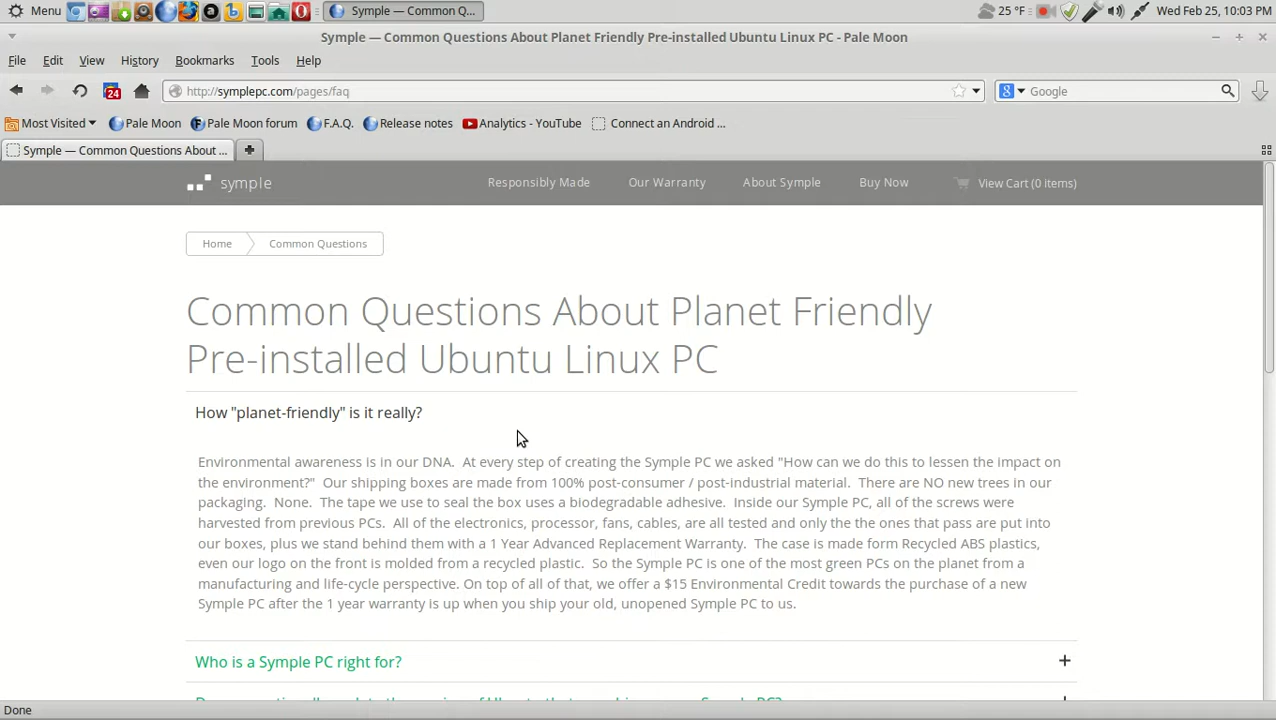 Menu
Symple — Common Q...
25 °F
Wed Feb 25, 10:03 PM
Symple — Common Questions About Planet Friendly Pre-installed Ubuntu Linux PC - Pale Moon
File Edit View History Bookmarks Tools Help
24
http://symplepc.com/pages/faq
Google
Most Visited
Pale Moon
Pale Moon forum
F.A.Q.
Release notes
Analytics - YouTube
Connect an Android ...
Symple — Common Questions About ...
symple
Responsibly Made
Our Warranty
About Symple
Buy Now
View Cart (0 items)
Home
Common Questions
Common Questions About Planet Friendly
Pre-installed Ubuntu Linux PC
How "planet-friendly" is it really?
Environmental awareness is in our DNA. At every step of creating the Symple PC we asked "How can we do this to lessen the impact on
the environment?" Our shipping boxes are made from 100% post-consumer / post-industrial material. There are NO new trees in our
packaging. None. The tape we use to seal the box uses a biodegradable adhesive. Inside our Symple PC, all of the screws were
harvested from previous PCs. All of the electronics, processor, fans, cables, are all tested and only the the ones that pass are put into
our boxes, plus we stand behind them with a 1 Year Advanced Replacement Warranty. The case is made form Recycled ABS plastics,
even our logo on the front is molded from a recycled plastic. So the Symple PC is one of the most green PCs on the planet from a
manufacturing and life-cycle perspective. On top of all of that, we offer a $15 Environmental Credit towards the purchase of a new
Symple PC after the 1 year warranty is up when you ship your old, unopened Symple PC to us.
Who is a Symple PC right for?
Done